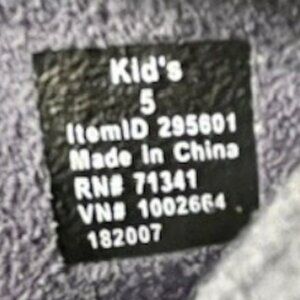 Kid's
5
ItemID 295601
Made In China
RN# 71341
VN# 1002664
182007